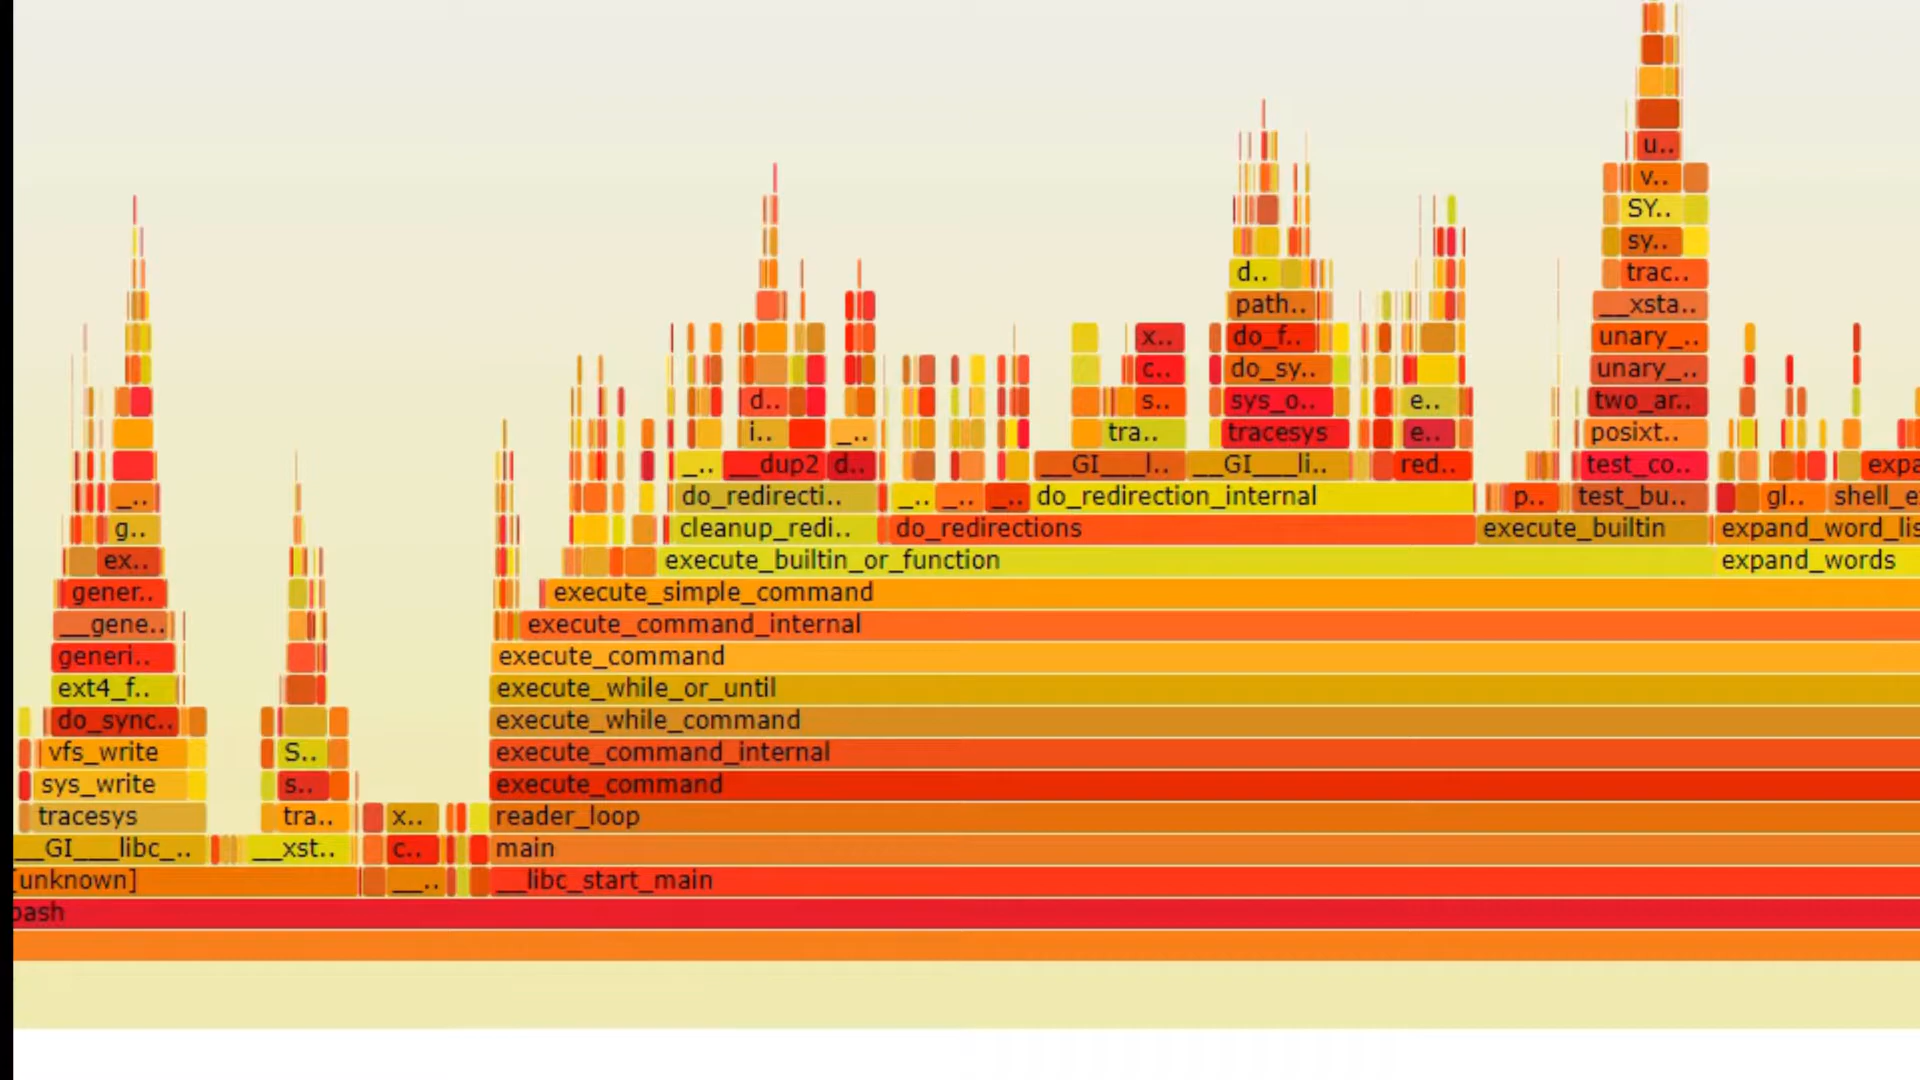 u..
v..
SY..
sy..
d.. trac..
path.. __xsta..
x.. do_f.. unary_..
c.. do_sy.. unary_..
d.. s.. sys_o.. e.. two_ar..
i.. _.. tra.. tracesys e.. posixt..
_.. __dup2 d.. __GI___l.. __GI___li.. red.. test_co.. expa
_.. do_redirecti.. _.. _.. _.. do_redirection_internal p.. test_bu.. gl.. shell_e
g.. cleanup_redi.. do_redirections execute_builtin expand_word_lis
ex.. execute_builtin_or_function expand_words
gener.. execute_simple_command
__gene.. execute_command_internal
generi.. execute_command
ext4_f.. execute_while_or_until
do_sync.. execute_while_command
vfs_write S.. execute_command_internal
sys_write s.. execute_command
tracesys tra.. x.. reader_loop
__GI___libc_.. __xst.. c.. main
[unknown] __.. __libc_start_main
bash